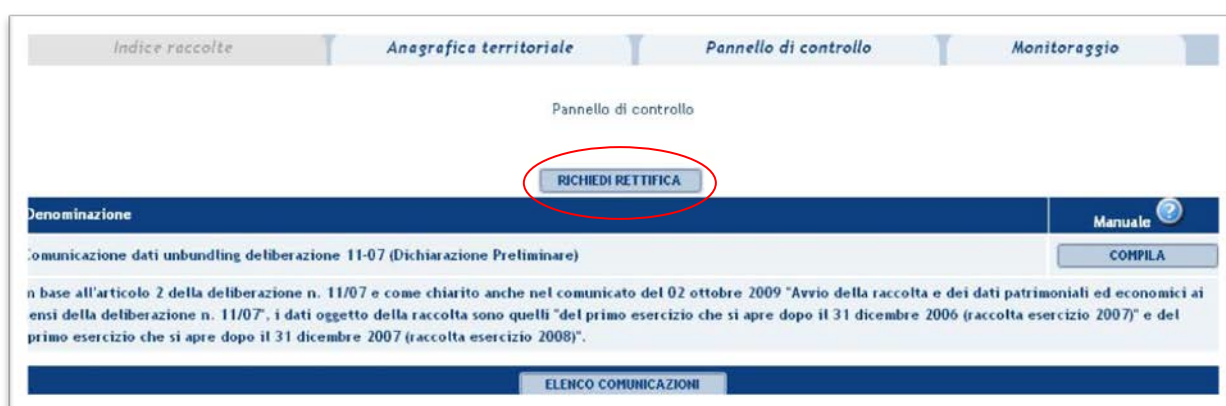 Indice raccolte Anagrafica territoriale Pannello di controllo Monitoraggio
Pannello di controllo
RICHIEDI RETTIFICA
Denominazione Manuale ?
Comunicazione dati unbundling deliberazione 11-07 (Dichiarazione Preliminare) COMPILA
n base all'articolo 2 della deliberazione n. 11/07 e come chiarito anche nel comunicato del 02 ottobre 2009 "Avvio della raccolta e dei dati patrimoniali ed economici ai
ensi della deliberazione n. 11/07", i dati oggetto della raccolta sono quelli "del primo esercizio che si apre dopo il 31 dicembre 2006 (raccolta esercizio 2007)" e del
primo esercizio che si apre dopo il 31 dicembre 2007 (raccolta esercizio 2008)".
ELENCO COMUNICAZIONI